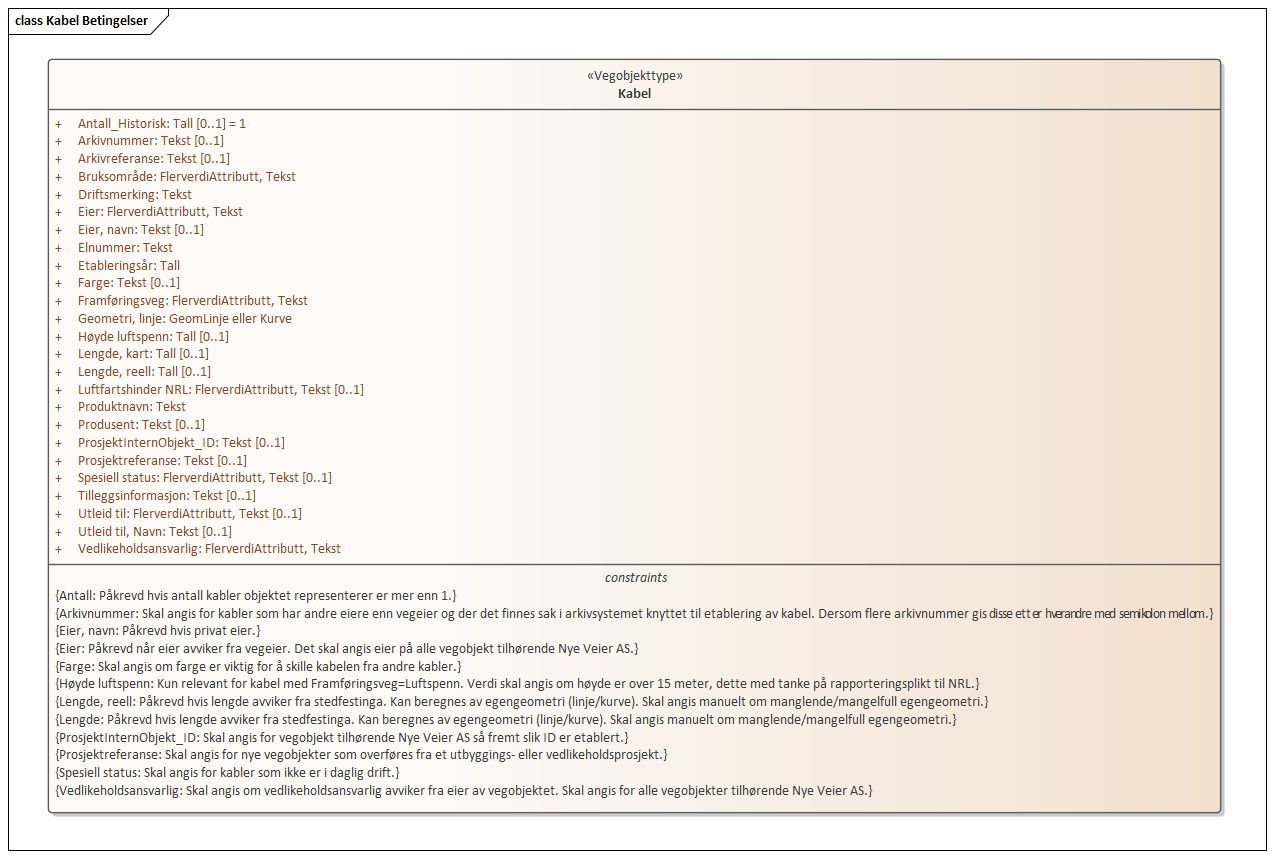 class Kabel Betingelser
«Vegobjekttype»
Kabel
+ Antall_Historisk: Tall [0..1] = 1
+ Arkivnummer: Tekst [0..1]
+ Arkivreferanse: Tekst [0..1]
+ Bruksområde: FlerverdiAttributt, Tekst
+ Driftsmerking: Tekst
+ Eier: FlerverdiAttributt, Tekst
+ Eier, navn: Tekst [0..1]
+ Elnummer: Tekst
+ Etableringsår: Tall
+ Farge: Tekst [0..1]
+ Framføringsveg: FlerverdiAttributt, Tekst
+ Geometri, linje: GeomLinje eller Kurve
+ Høyde luftspenn: Tall [0..1]
+ Lengde, kart: Tall [0..1]
+ Lengde, reell: Tall [0..1]
+ Luftfartshinder NRL: FlerverdiAttributt, Tekst [0..1]
+ Produktnavn: Tekst
+ Produsent: Tekst [0..1]
+ ProsjektInternObjekt_ID: Tekst [0..1]
+ Prosjektreferanse: Tekst [0..1]
+ Spesiell status: FlerverdiAttributt, Tekst [0..1]
+ Tilleggsinformasjon: Tekst [0..1]
+ Utleid til: FlerverdiAttributt, Tekst [0..1]
+ Utleid til, Navn: Tekst [0..1]
+ Vedlikeholdsansvarlig: FlerverdiAttributt, Tekst
constraints
{Antall: Påkrevd hvis antall kabler objektet representerer er mer enn 1.}
{Arkivnummer: Skal angis for kabler som har andre eiere enn vegeier og der det finnes sak i arkivsystemet knyttet til etablering av kabel. Dersom flere arkivnummer gis disse etter hverandre med semikolon mellom.}
{Eier, navn: Påkrevd hvis privat eier.}
{Eier: Påkrevd når eier avviker fra vegeier. Det skal angis eier på alle vegobjekt tilhørende Nye Veier AS.}
{Farge: Skal angis om farge er viktig for å skille kabelen fra andre kabler.}
{Høyde luftspenn: Kun relevant for kabel med Framføringsveg=Luftspenn. Verdi skal angis om høyde er over 15 meter, dette med tanke på rapporteringsplikt til NRL.}
{Lengde, reell: Påkrevd hvis lengde avviker fra stedfestinga. Kan beregnes av egengeometri (linje/kurve). Skal angis manuelt om manglende/mangelfull egengeometri.}
{Lengde: Påkrevd hvis lengde avviker fra stedfestinga. Kan beregnes av egengeometri (linje/kurve). Skal angis manuelt om manglende/mangelfull egengeometri.}
{ProsjektInternObjekt_ID: Skal angis for vegobjekt tilhørende Nye Veier AS så fremt slik ID er etablert.}
{Prosjektreferanse: Skal angis for nye vegobjekter som overføres fra et utbyggings- eller vedlikeholdsprosjekt.}
{Spesiell status: Skal angis for kabler som ikke er i daglig drift.}
{Vedlikeholdsansvarlig: Skal angis om vedlikeholdsansvarlig avviker fra eier av vegobjektet. Skal angis for alle vegobjekter tilhørende Nye Veier AS.}